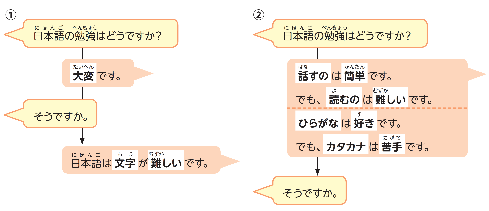 ①
日本語の勉強はどうですか？
大変 です。
そうですか。
日本語は 文字 が 難しい です。
②
日本語の勉強はどうですか？
話すの は 簡単 です。
でも、 読むの は 難しい です。
ひらがな は 好き です。
でも、 カタカナ は 苦手 です。
そうですか。